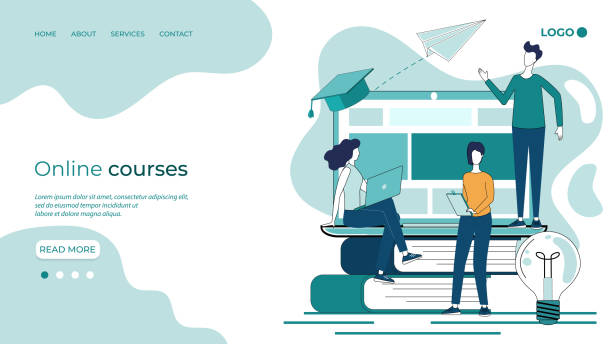 HOME ABOUT SERVICES CONTACT
LOGO
Online courses
Lorem ipsum dolor sit amet, consectetur adipiscing elit,
sed do eiusmod tempor incididunt ut
labore et dolore magna aliqua.
READ MORE